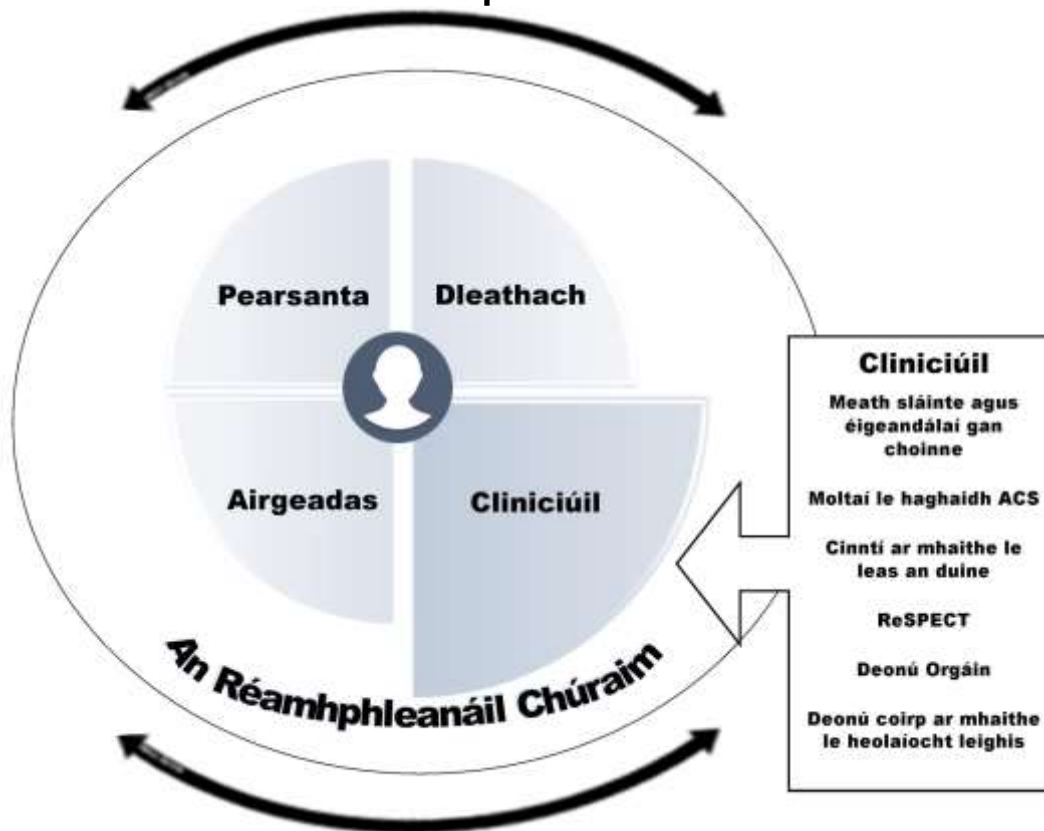 Pearsanta
Dleathach
Airgeadas
Cliniciúil
An Réamhphleanáil Chúraim
Cliniciúil
Meath sláinte agus
éigeandálaí gan
choinne
Moltaí le haghaidh ACS
Cinntí ar mhaithe le
leas an duine
ReSPECT
Deonú Orgáin
Deonú coirp ar mhaithe
le heolaíocht leighis